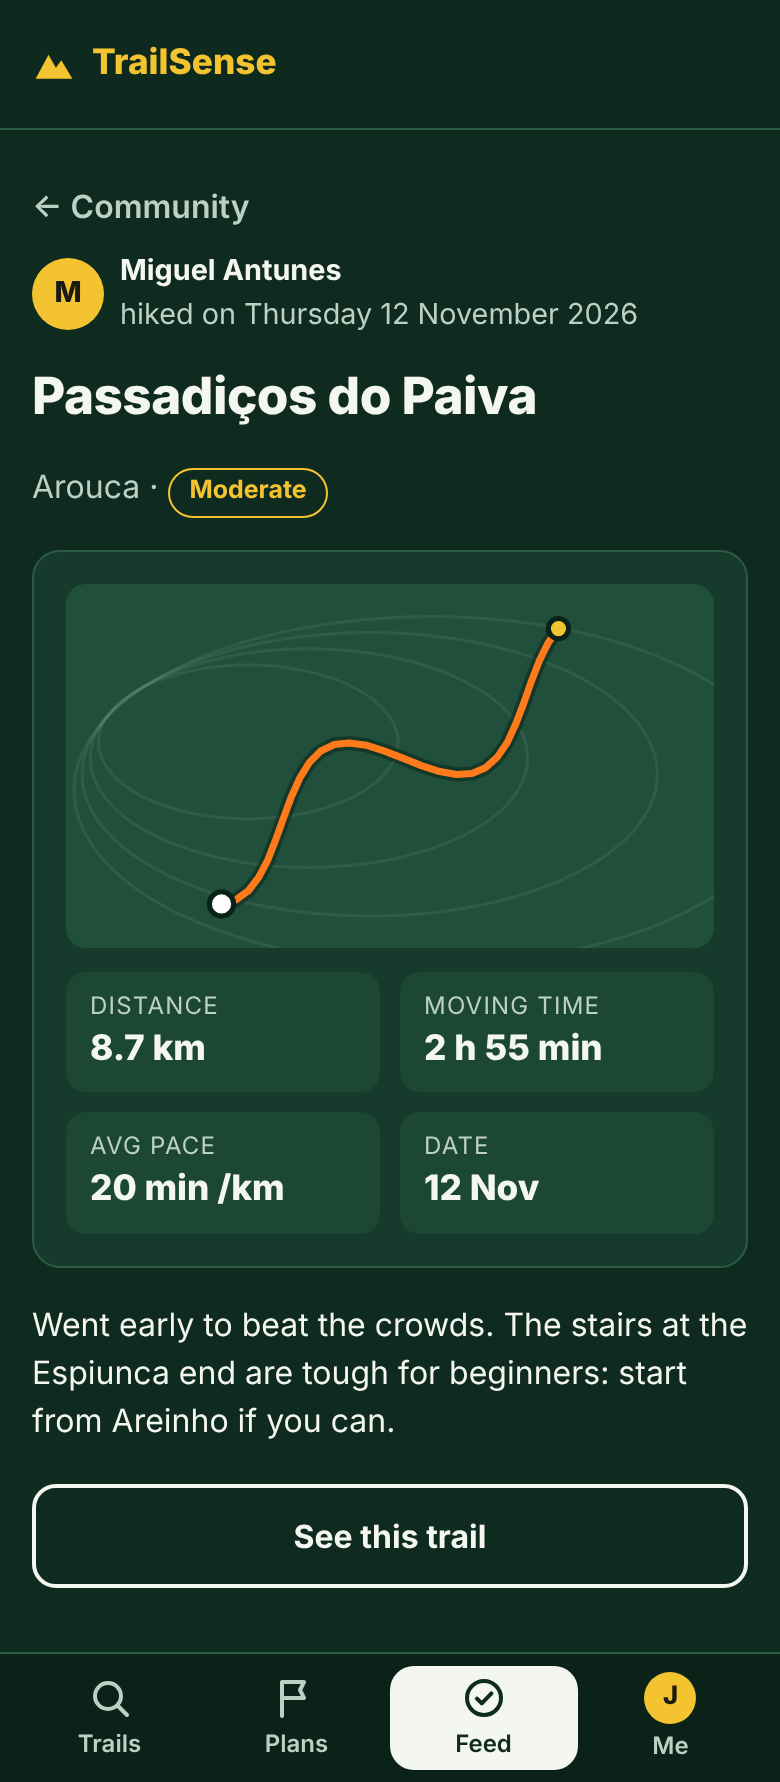 TrailSense
← Community
M
Miguel Antunes
hiked on Thursday 12 November 2026
Passadiços do Paiva
Arouca · Moderate
DISTANCE
8.7 km
MOVING TIME
2 h 55 min
AVG PACE
20 min /km
DATE
12 Nov
Went early to beat the crowds. The stairs at the
Espiunca end are tough for beginners: start
from Areinho if you can.
See this trail
Trails
Plans
Feed
J
Me